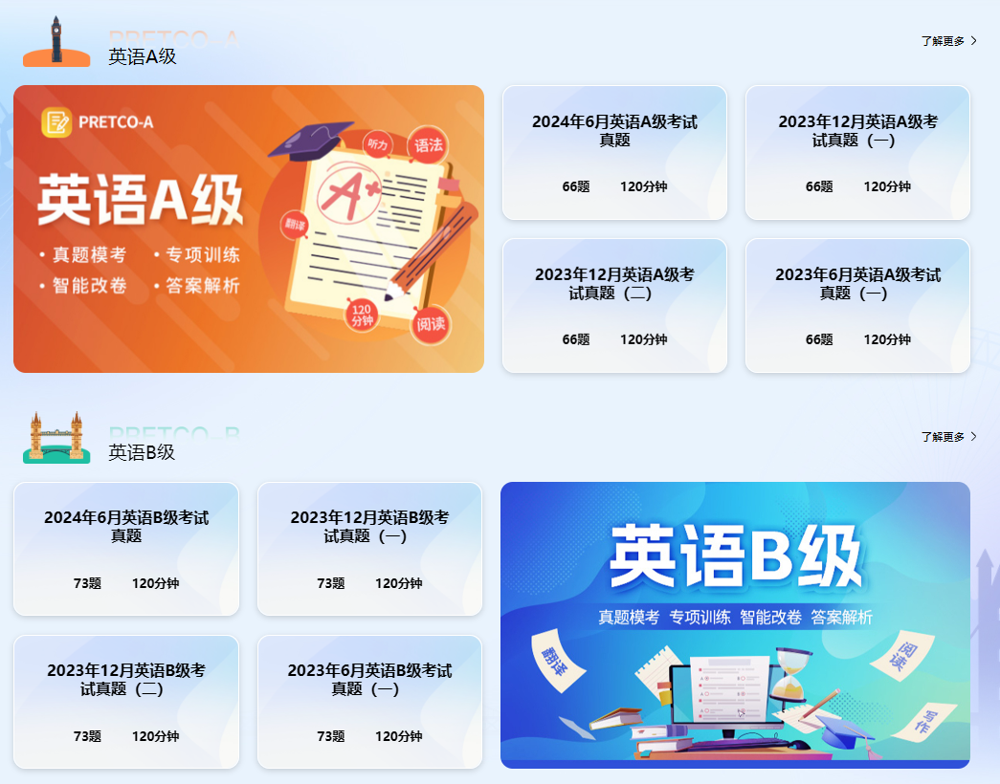 PRETCO-A
英语A级
了解更多
PRETCO-A
英语A级
• 真题模考 • 专项训练
• 智能改卷 • 答案解析
听力
语法
A+
翻译
120
分钟
阅读
2024年6月英语A级考试
真题
66题 120分钟
2023年12月英语A级考
试真题（一）
66题 120分钟
2023年12月英语A级考
试真题（二）
66题 120分钟
2023年6月英语A级考试
真题（一）
66题 120分钟
PRETCO-B
英语B级
了解更多
2024年6月英语B级考试
真题
73题 120分钟
2023年12月英语B级考
试真题（一）
73题 120分钟
2023年12月英语B级考
试真题（二）
73题 120分钟
2023年6月英语B级考试
真题（一）
73题 120分钟
英语B级
真题模考 专项训练 智能改卷 答案解析
翻译
阅读
写作